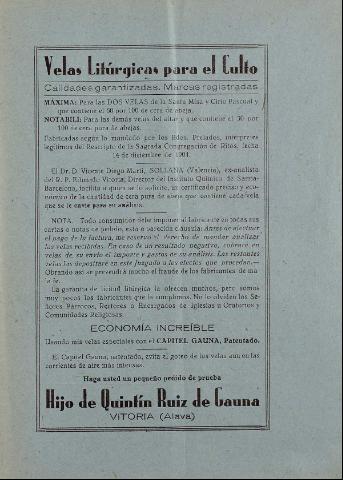 Velas Litúrgicas para el Culto
Calidades garantizadas. Marcas registradas
MÁXIMA: Para las DOS VELAS de la Santa Misa y Cirio Pascual y
que contiene el 60 por 100 de cera de abeja.
NOTABILI: Para las demás velas del altar y que contiene el 30 por
100 de cera pura de abejas.
Fabricadas según lo mandado por los Rdos. Prelados, intérpretes
legítimos del Rescripto de la Sagrada Congregación de Ritos, fecha
14 de diciembre de 1904.
El Dr. D. Vicente Diego Martí, SOLLANA (Valencia), ex-analista
del R. P. Eduardo Vitoria, Director del Instituto Químico de Sarriá-
Barcelona, facilita a quien se lo solicite, un certificado preciso y eco-
nómico de la cantidad de cera pura de abeja que contiene cada vela
que se le envíe para su análisis.
NOTA. Todo consumidor debe imponer al fabricante en todas sus
cartas o notas de pedido, esta o parecida cláusula: Antes de efectuar
el pago de la factura, me reservo el derecho de mandar analizar
las velas recibidas. En caso de un resultado negativo, cobraré en
velas de su envío el importe y gastos de su análisis. Las restantes
velas las depositaré en este Juzgado a los efectos que procedan.—
Obrando así se prevendrá mucho el fraude de los fabricantes de ma-
la fe.
La garantía de licitud litúrgica la ofrecen muchos, pero somos
muy pocos los fabricantes que la cumplimos. No lo olviden los Se-
ñores Párrocos, Rectores o Encargados de Iglesias u Oratorios y
Comunidades Religiosas.
ECONOMÍA INCREÍBLE
Usando mis velas especiales con el CAPITEL GAUNA, Patentado.
El Capitel Gauna, patentado, evita el goteo de las velas aun en las
corrientes de aire más intensas.
Haga usted un pequeño pedido de prueba
Hijo de Quintín Ruiz de Gauna
VITORIA (Alava)